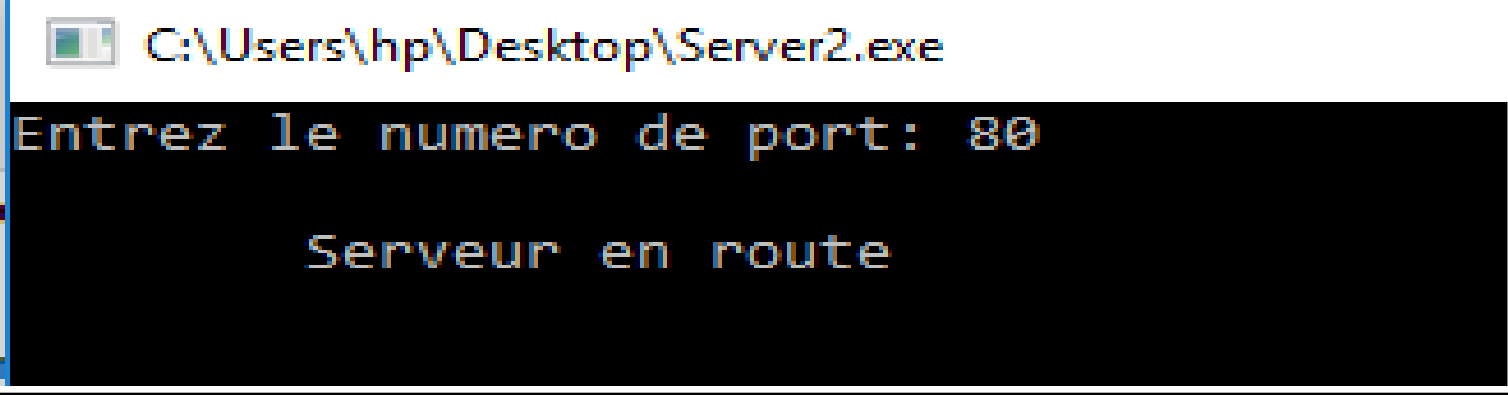 C:\Users\hp\Desktop\Server2.exe
Entrez le numero de port: 80
Serveur en route